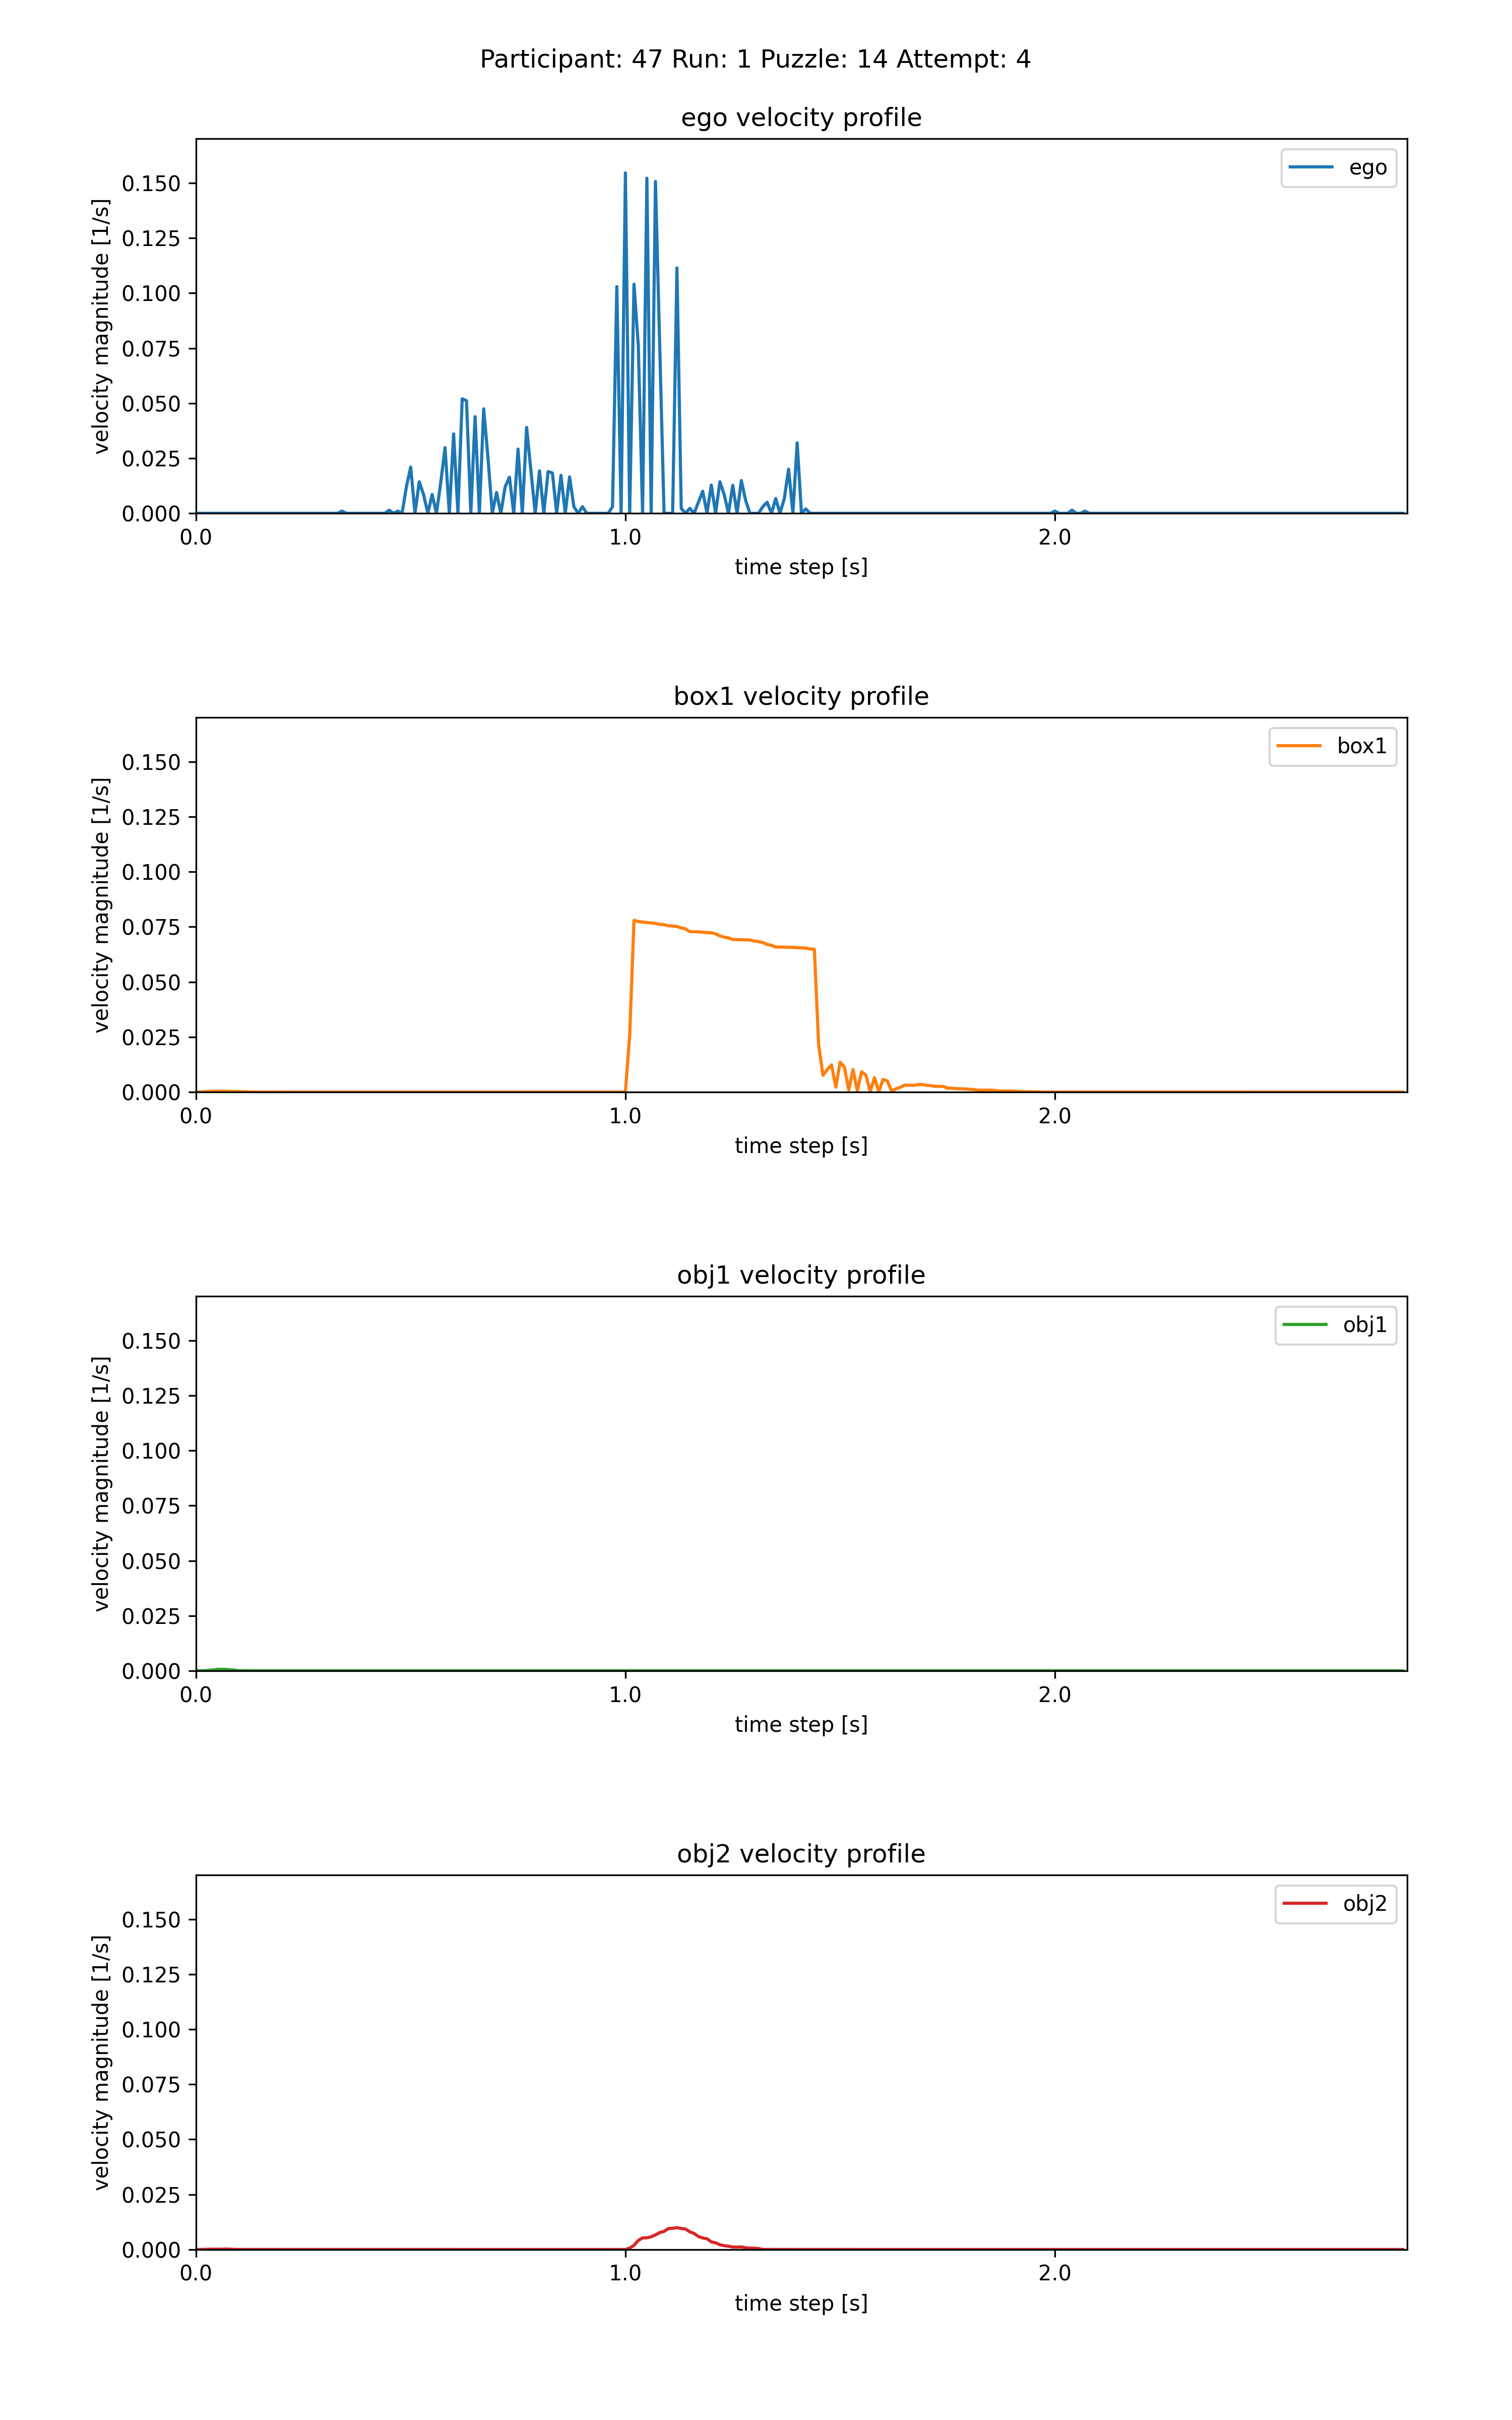 Participant: 47 Run: 1 Puzzle: 14 Attempt: 4
ego velocity profile
ego
velocity magnitude [1/s]
0.150
0.125
0.100
0.075
0.050
0.025
0.000
0.0 1.0 2.0
time step [s]
box1 velocity profile
box1
velocity magnitude [1/s]
0.150
0.125
0.100
0.075
0.050
0.025
0.000
0.0 1.0 2.0
time step [s]
obj1 velocity profile
obj1
velocity magnitude [1/s]
0.150
0.125
0.100
0.075
0.050
0.025
0.000
0.0 1.0 2.0
time step [s]
obj2 velocity profile
obj2
velocity magnitude [1/s]
0.150
0.125
0.100
0.075
0.050
0.025
0.000
0.0 1.0 2.0
time step [s]